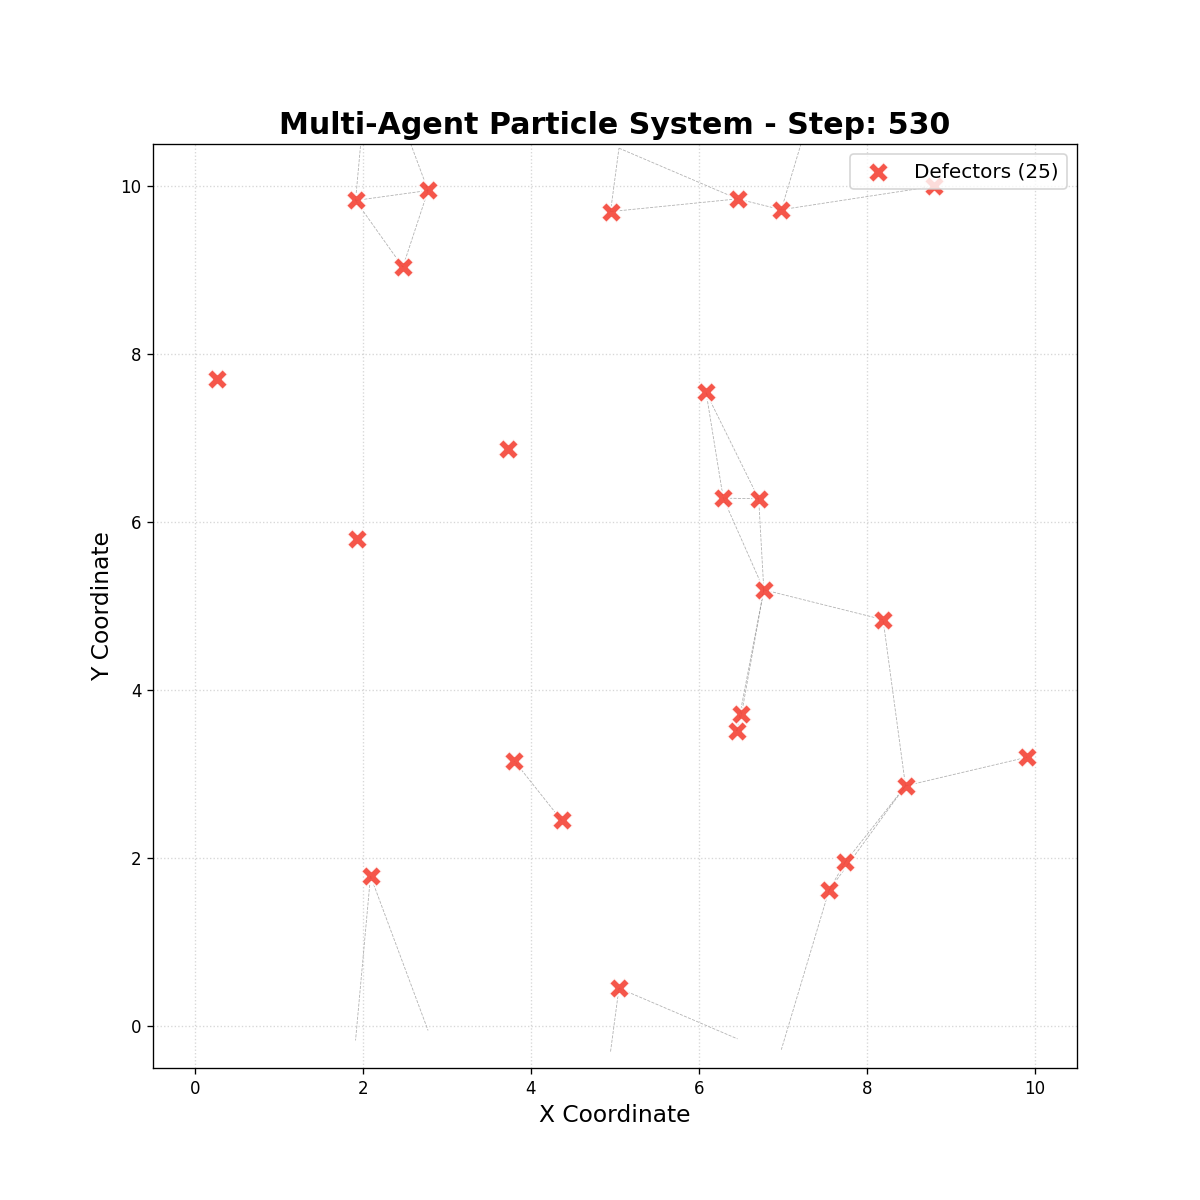 Multi-Agent Particle System - Step: 530
Defectors (25)
10
8
6
4
2
0
Y Coordinate
0 2 4 6 8 10
X Coordinate